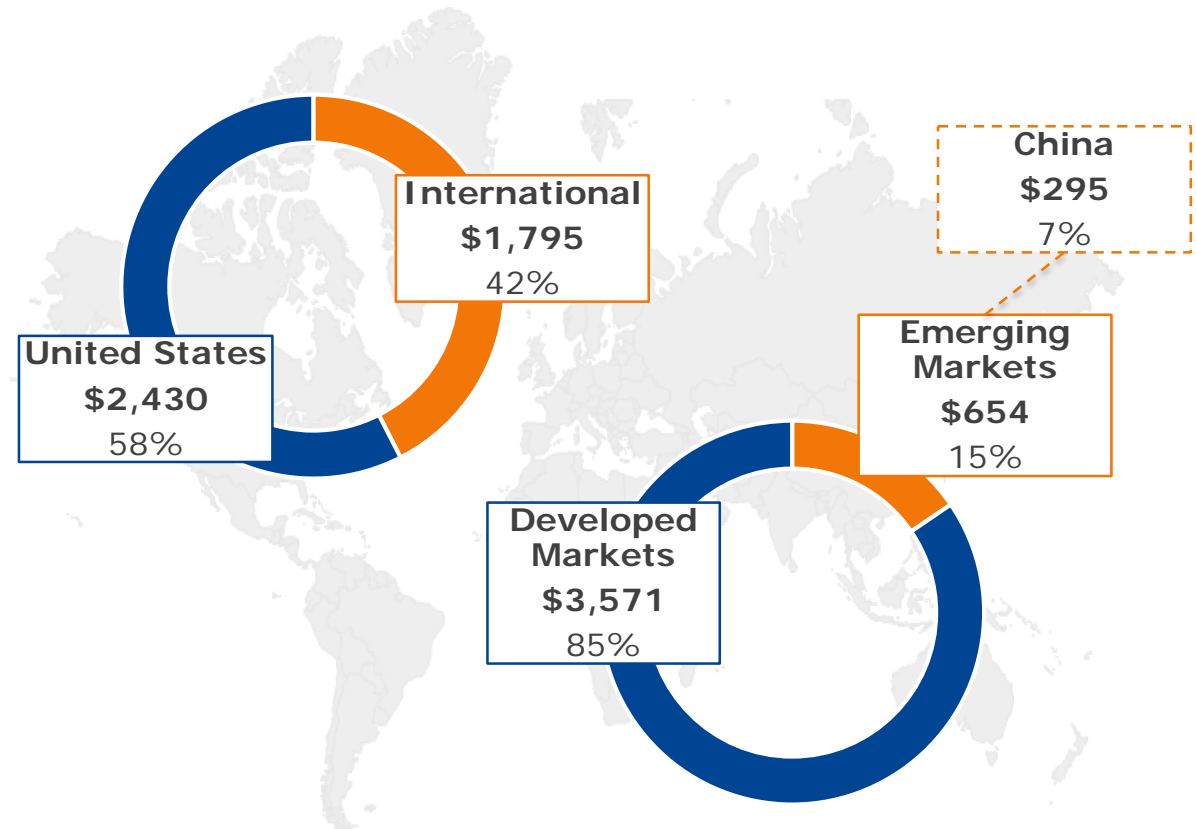 International
$1,795
42%
United States
$2,430
58%
China
$295
7%
Emerging
Markets
$654
15%
Developed
Markets
$3,571
85%